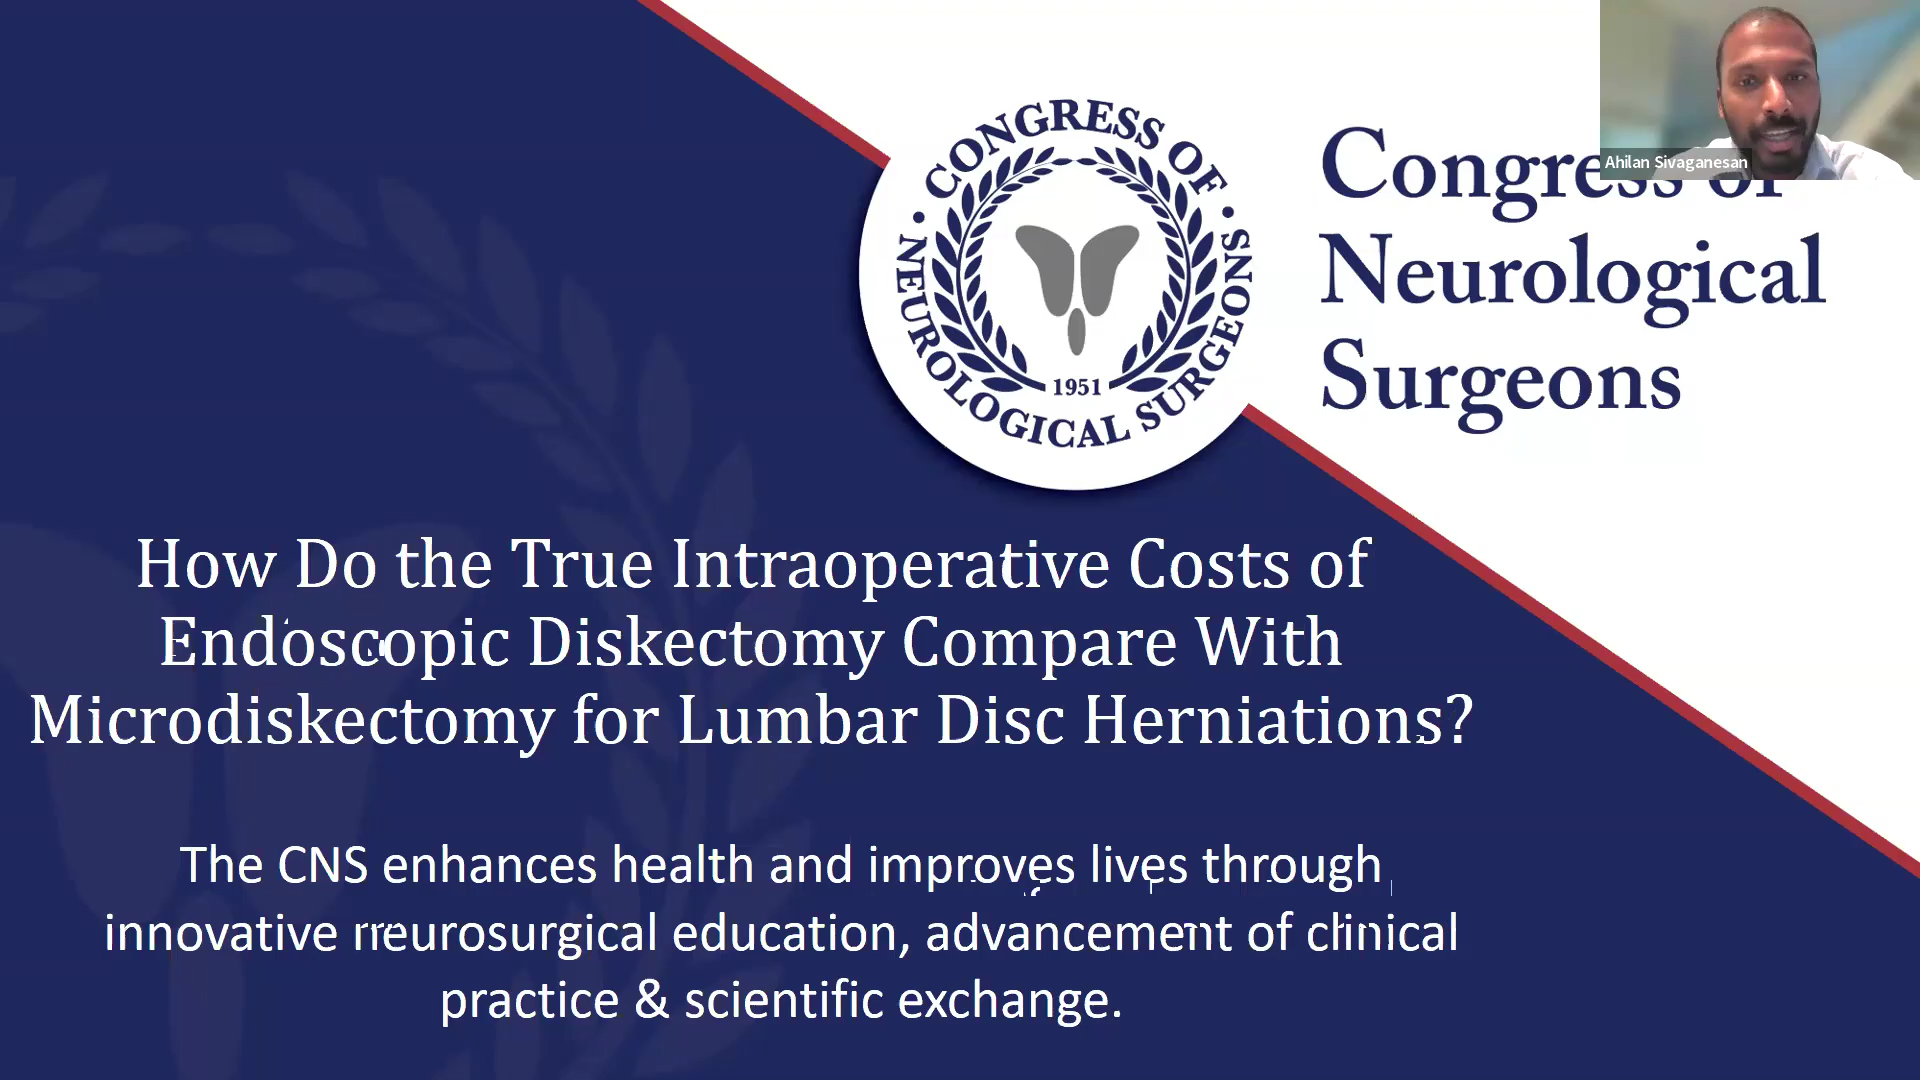 CONGRESS OF
NEUROLOGICAL SURGEONS
1951
Congress of
Neurological
Surgeons
Ahilan Sivaganesan
How Do the True Intraoperative Costs of
Endoscopic Diskectomy Compare With
Microdiskectomy for Lumbar Disc Herniations?
The CNS enhances health and improves lives through
innovative neurosurgical education, advancement of clinical
practice & scientific exchange.